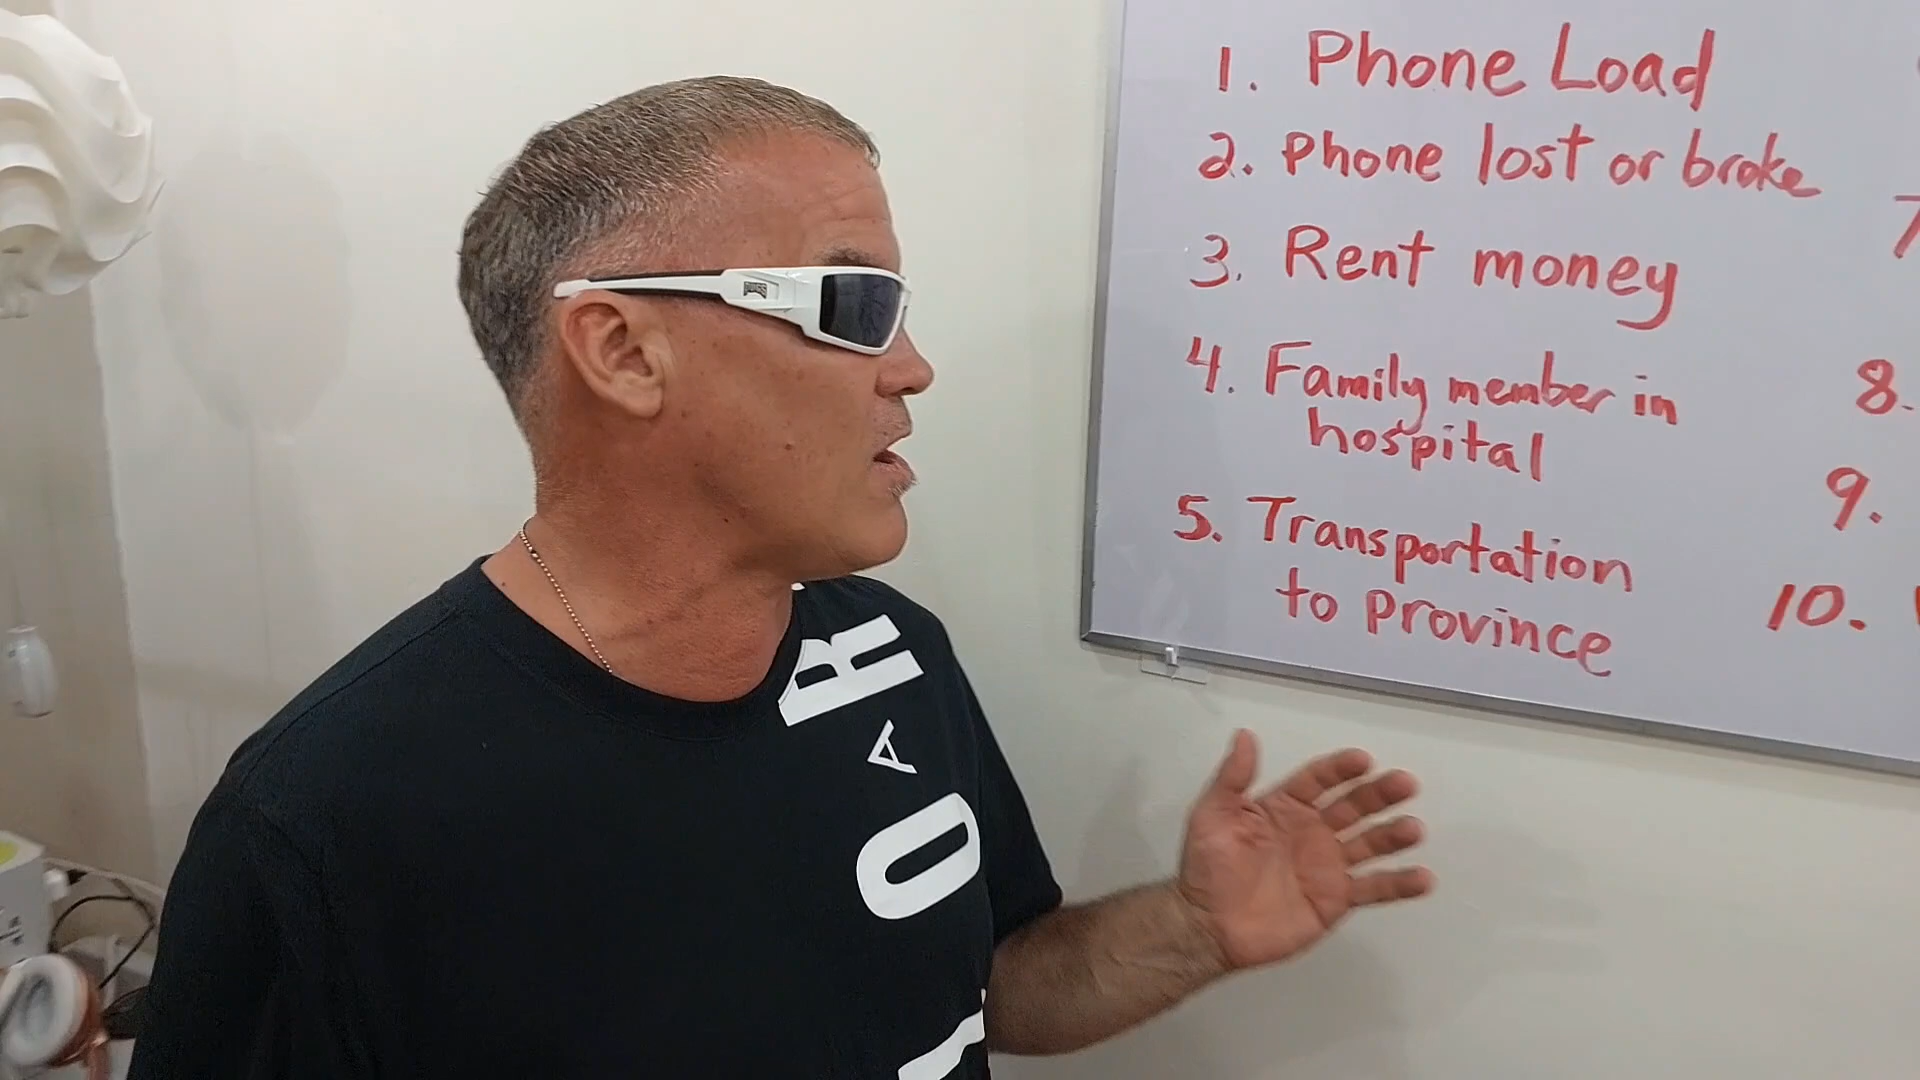 1. Phone Load
2. Phone lost or broke
3. Rent money
4. Family member in
hospital
5. Transportation
to province
7
8.
9.
10.
R
A
O